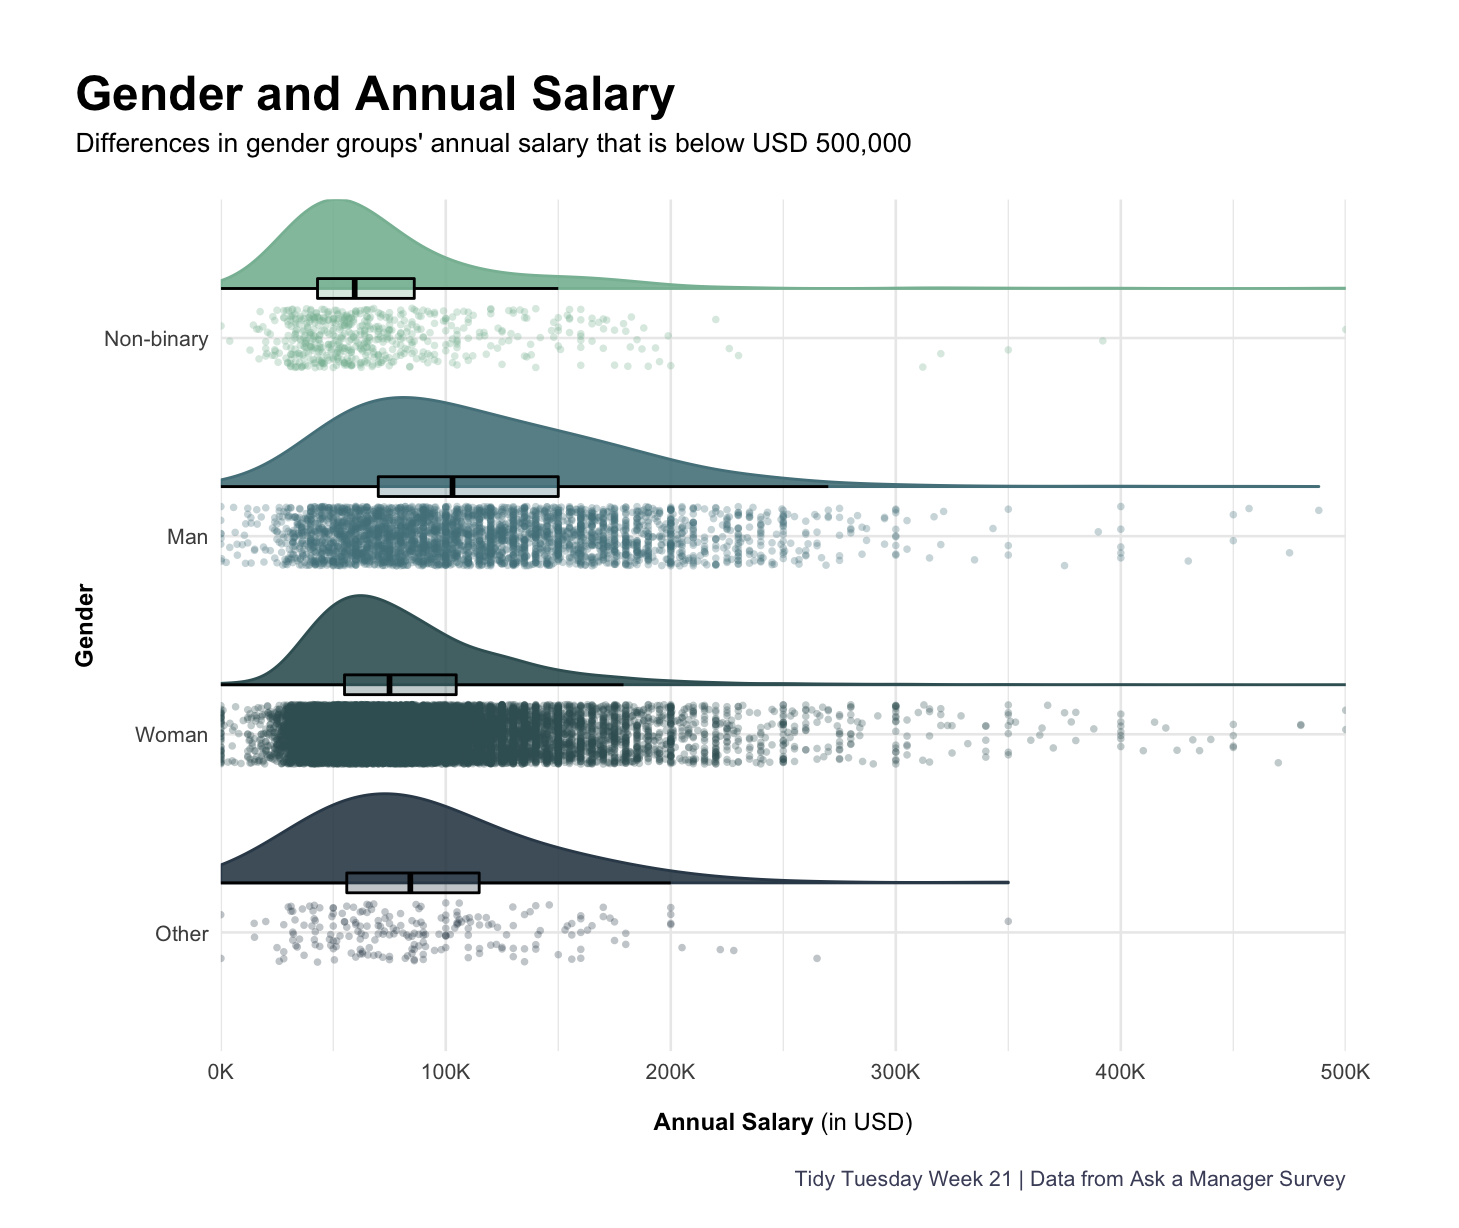 Gender and Annual Salary
Differences in gender groups' annual salary that is below USD 500,000
Non-binary
Man
Gender
Woman
Other
0K
100K
200K
300K
400K
500K
Annual Salary (in USD)
Tidy Tuesday Week 21 | Data from Ask a Manager Survey